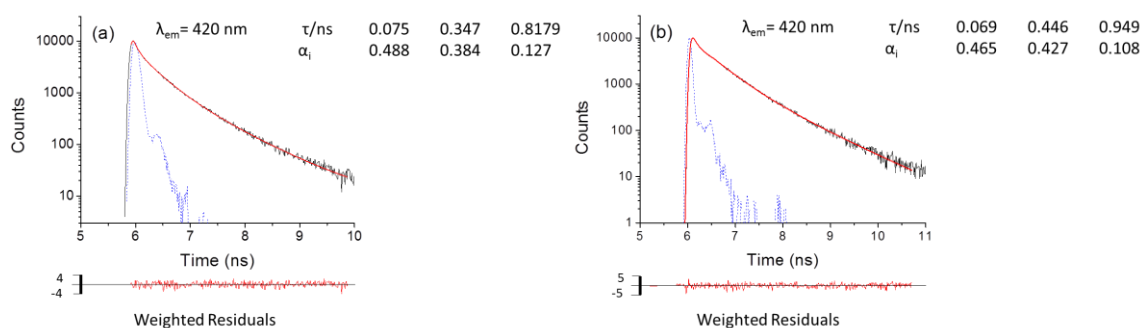 (a) λem= 420 nm τ/ns 0.075 0.347 0.8179
αi 0.488 0.384 0.127
10000
1000
100
10
Counts
5 6 7 8 9 10
Time (ns)
4
-4
Weighted Residuals
(b) λem= 420 nm τ/ns 0.069 0.446 0.949
αi 0.465 0.427 0.108
10000
1000
100
10
1
Counts
5 6 7 8 9 10 11
Time (ns)
5
-5
Weighted Residuals